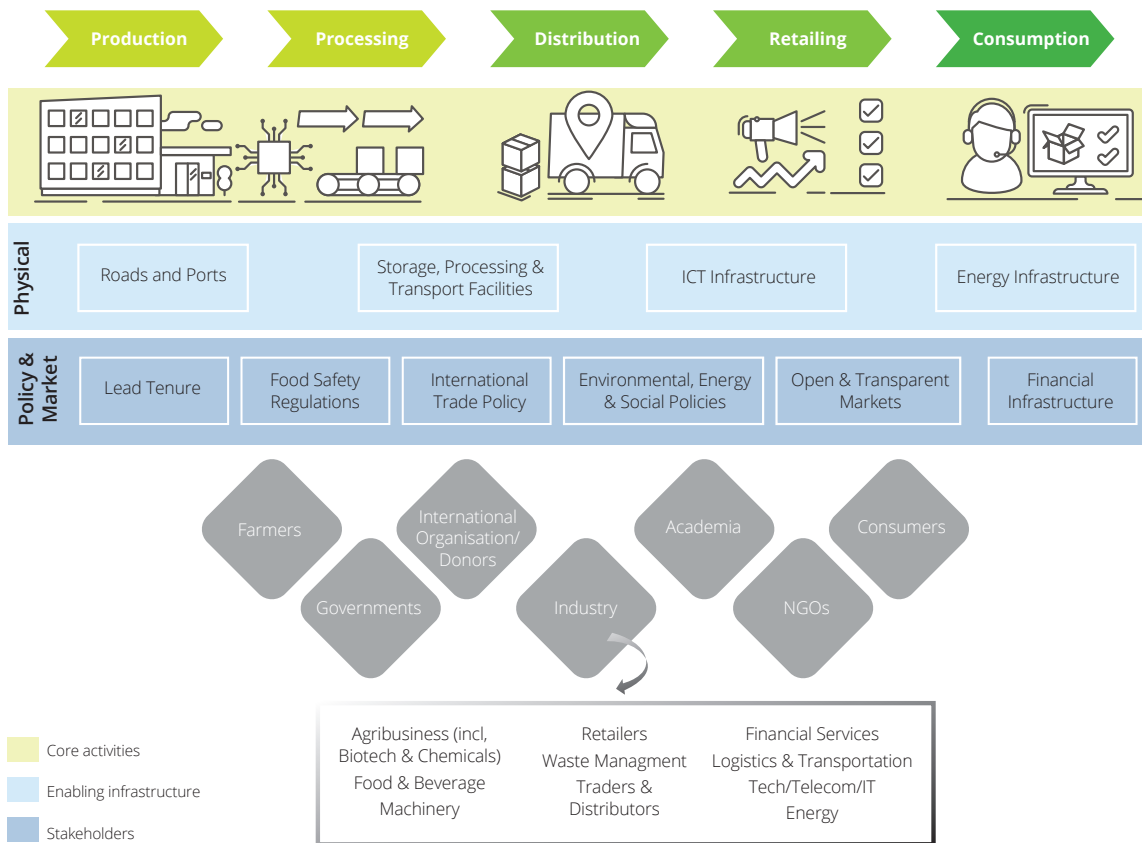 Production
Processing
Distribution
Retailing
Consumption
Physical
Roads and Ports
Storage, Processing &
Transport Facilities
ICT Infrastructure
Energy Infrastructure
Policy &
Market
Lead Tenure
Food Safety
Regulations
International
Trade Policy
Environmental, Energy
& Social Policies
Open & Transparent
Markets
Financial
Infrastructure
Farmers
International
Organisation/
Donors
Academia
Consumers
Governments
Industry
NGOs
Agribusiness (incl,
Biotech & Chemicals)
Food & Beverage
Machinery
Retailers
Waste Managment
Traders &
Distributors
Financial Services
Logistics & Transportation
Tech/Telecom/IT
Energy
Core activities
Enabling infrastructure
Stakeholders